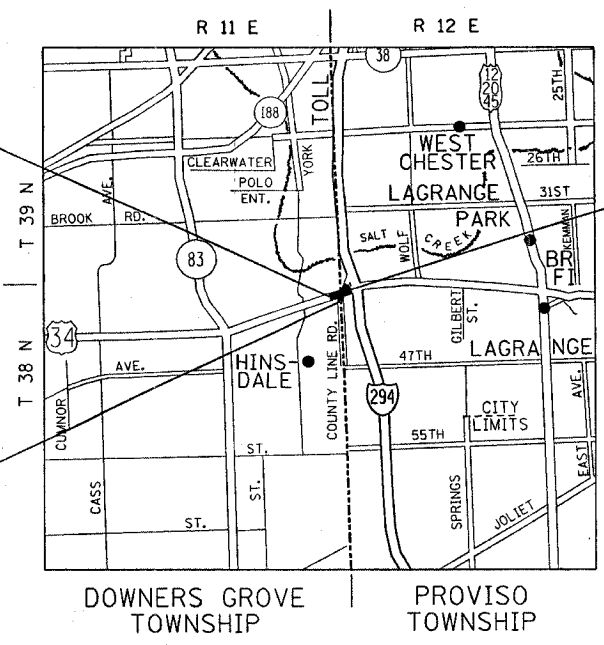 R 11 E
R 12 E
38
12
20
45
25TH
TOLL
188
WEST
CHESTER
CLEARWATER
YORK
26TH
POLO
ENT.
AVE.
LAGRANGE
PARK
31ST
T 39 N
BROOK RD.
SALT
CREEK
WOLF
KEMMAN
83
BR
FI
34
GILBERT
ST.
T 38 N
AVE.
HINS-
DALE
COUNTY LINE RD.
47TH
LAGRANGE
294
CUMNOR
CITY
LIMITS
AVE.
55TH
ST.
EAST
CASS
ST.
SPRINGS
JOLIET
ST.
DOWNERS GROVE
TOWNSHIP
PROVISO
TOWNSHIP